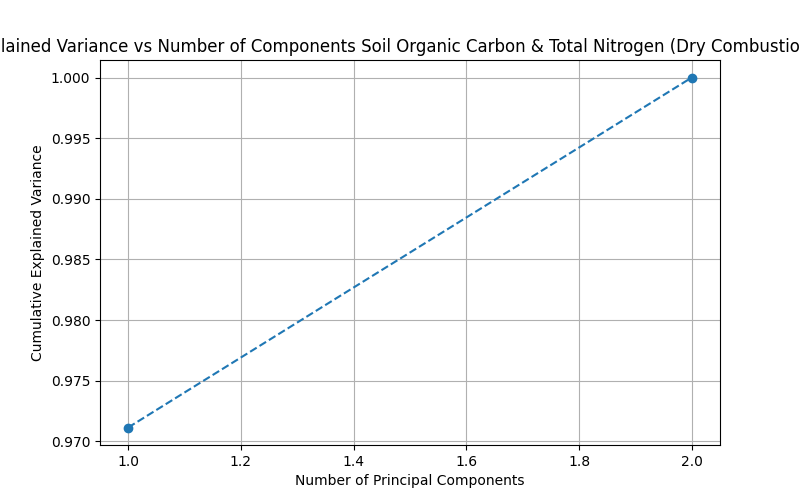 lained Variance vs Number of Components Soil Organic Carbon & Total Nitrogen (Dry Combustio
1.000
0.995
0.990
0.985
0.980
0.975
0.970
Cumulative Explained Variance
1.0 1.2 1.4 1.6 1.8 2.0
Number of Principal Components